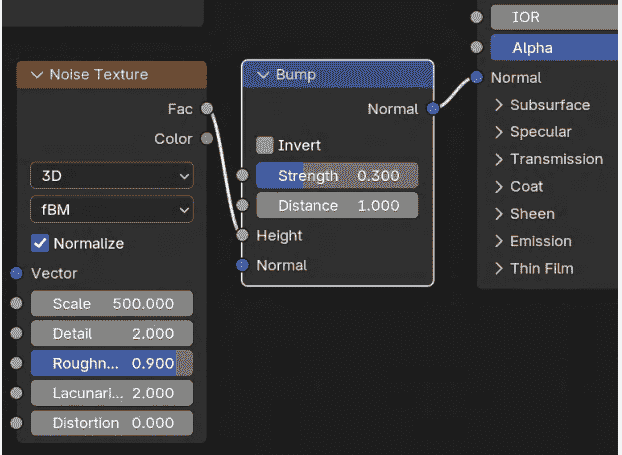 Noise Texture
Fac
Color
3D
fBM
Normalize
Vector
Scale 500.000
Detail 2.000
Roughn... 0.900
Lacunari... 2.000
Distortion 0.000
Bump
Normal
Invert
Strength 0.300
Distance 1.000
Height
Normal
IOR
Alpha
Normal
Subsurface
Specular
Transmission
Coat
Sheen
Emission
Thin Film